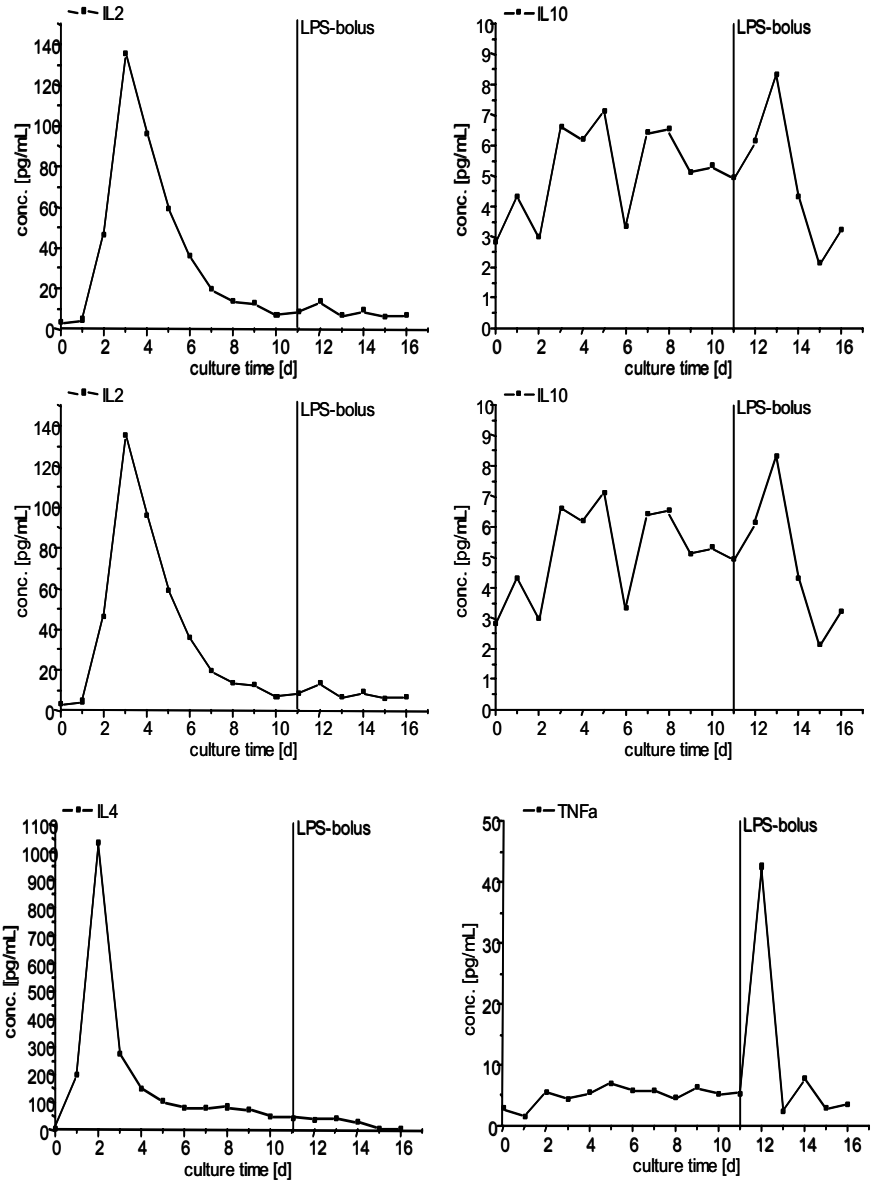 IL2
LPS-bolus
conc. [pg/mL]
140
120
100
80
60
40
20
0
0 2 4 6 8 10 12 14 16
culture time [d]
IL10
LPS-bolus
conc. [pg/mL]
10
9
8
7
6
5
4
3
2
1
0
0 2 4 6 8 10 12 14 16
culture time [d]
IL2
LPS-bolus
conc. [pg/mL]
140
120
100
80
60
40
20
0
0 2 4 6 8 10 12 14 16
culture time [d]
IL10
LPS-bolus
conc. [pg/mL]
10
9
8
7
6
5
4
3
2
1
0
0 2 4 6 8 10 12 14 16
culture time [d]
IL4
LPS-bolus
conc. [pg/mL]
1100
1000
900
800
700
600
500
400
300
200
100
0
0 2 4 6 8 10 12 14 16
culture time [d]
TNFa
LPS-bolus
conc. [pg/mL]
50
40
30
20
10
0
0 2 4 6 8 10 12 14 16
culture time [d]